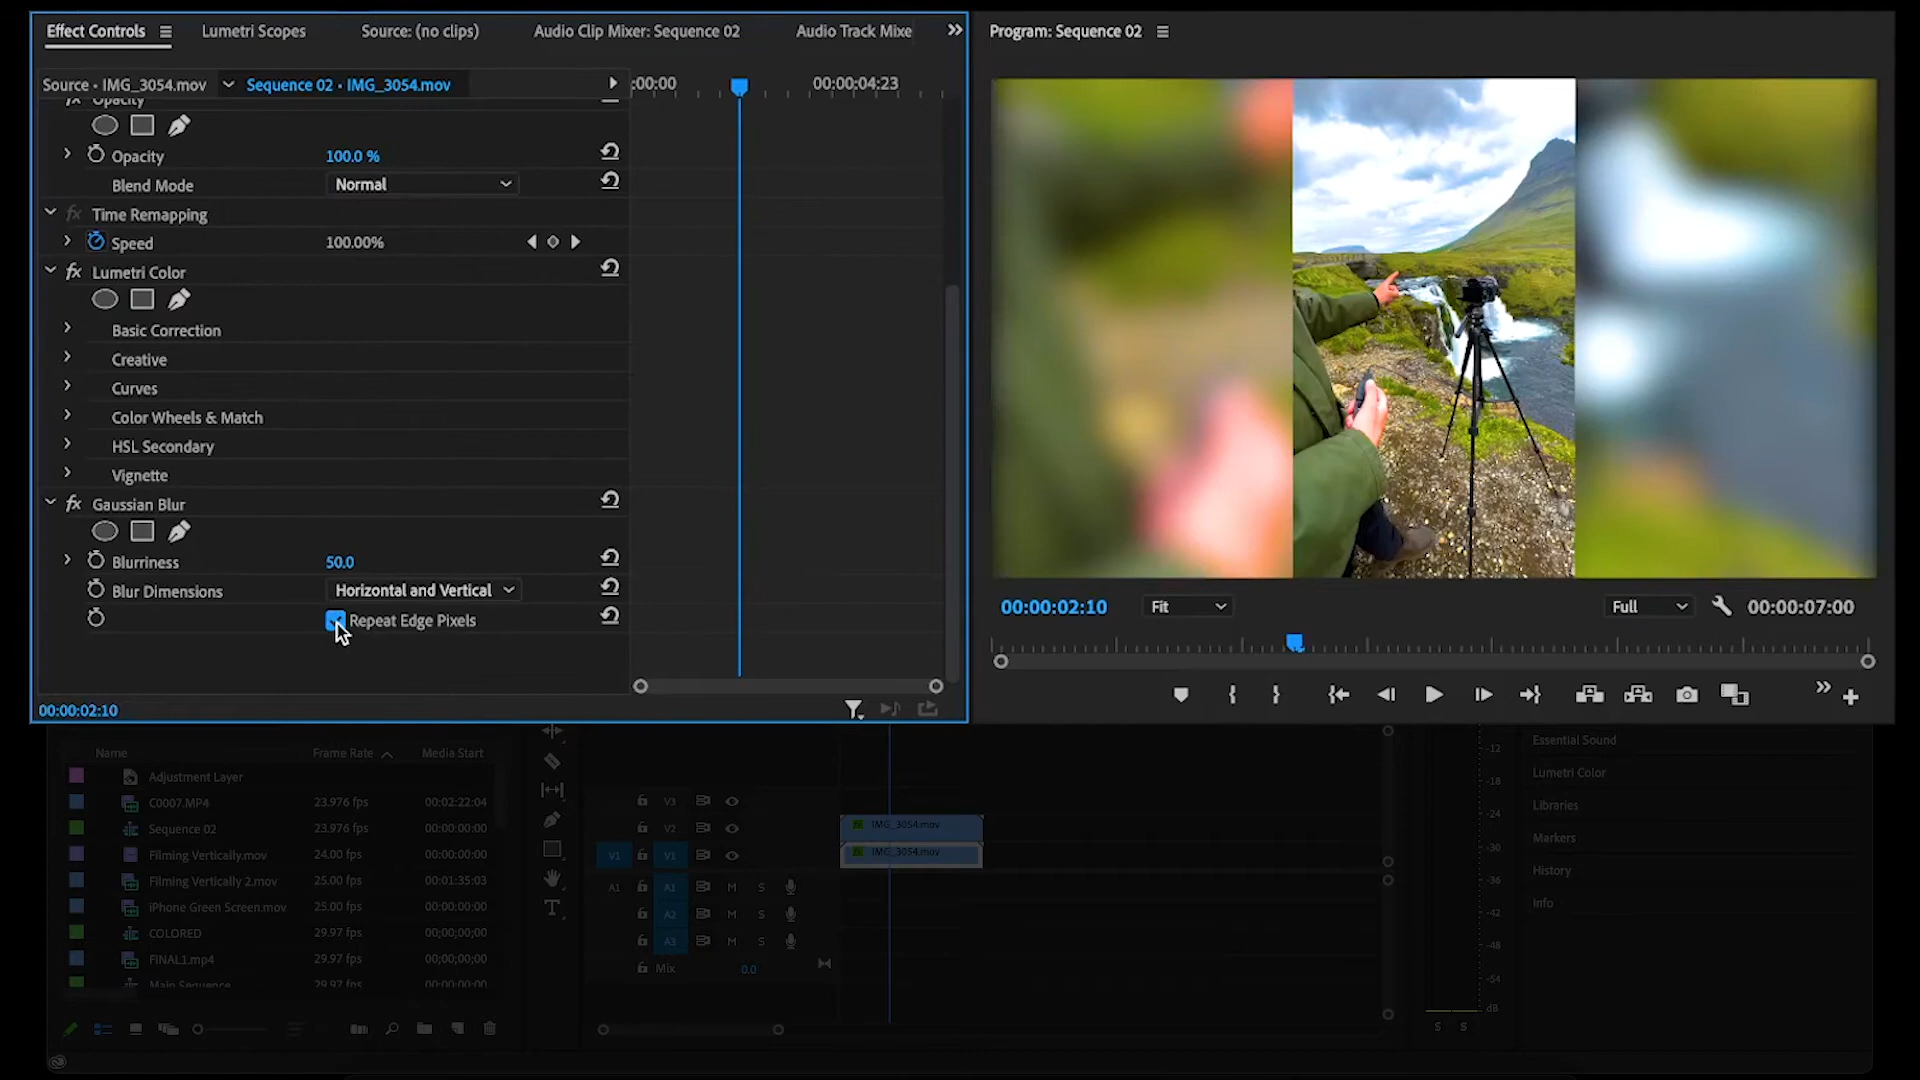 Effect Controls
Lumetri Scopes
Source: (no clips)
Audio Clip Mixer: Sequence 02
Audio Track Mixe
Program: Sequence 02
Source • IMG_3054.mov
Sequence 02 • IMG_3054.mov
:00:00
00:00:04:23
fx Opacity
Opacity
100.0 %
Blend Mode
Normal
fx Time Remapping
Speed
100.00%
fx Lumetri Color
Basic Correction
Creative
Curves
Color Wheels & Match
HSL Secondary
Vignette
fx Gaussian Blur
Blurriness
50.0
Blur Dimensions
Horizontal and Vertical
Repeat Edge Pixels
00:00:02:10
00:00:02:10
Fit
Full
00:00:07:00
Name
Frame Rate
Media Start
Adjustment Layer
C0007.MP4
23.976 fps
00:02:22:04
Sequence 02
23.976 fps
00:00:00:00
Filming Vertically.mov
24.00 fps
00:00:00:00
Filming Vertically 2.mov
25.00 fps
00:01:35:03
iPhone Green Screen.mov
25.00 fps
00:00:00:00
COLORED
29.97 fps
00;00;00;00
FINAL1.mp4
29.97 fps
00;00;00;00
Main Sequence
29.97 fps
00:00:00:00
V3
V2
V1
V1
A1
A1
M
S
A2
M
S
A3
M
S
Mix
0.0
IMG_3054.mov
IMG_3054.mov
-12
-18
-24
-30
-36
-42
-48
-54
dB
S
S
Essential Sound
Lumetri Color
Libraries
Markers
History
Info